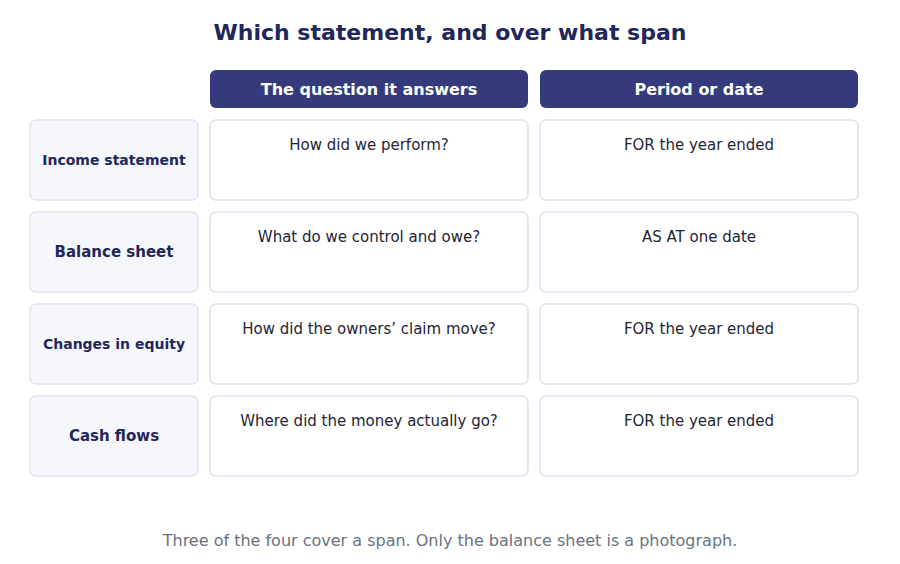 Which statement, and over what span
The question it answers
Period or date
Income statement
How did we perform?
FOR the year ended
Balance sheet
What do we control and owe?
AS AT one date
Changes in equity
How did the owners’ claim move?
FOR the year ended
Cash flows
Where did the money actually go?
FOR the year ended
Three of the four cover a span. Only the balance sheet is a photograph.